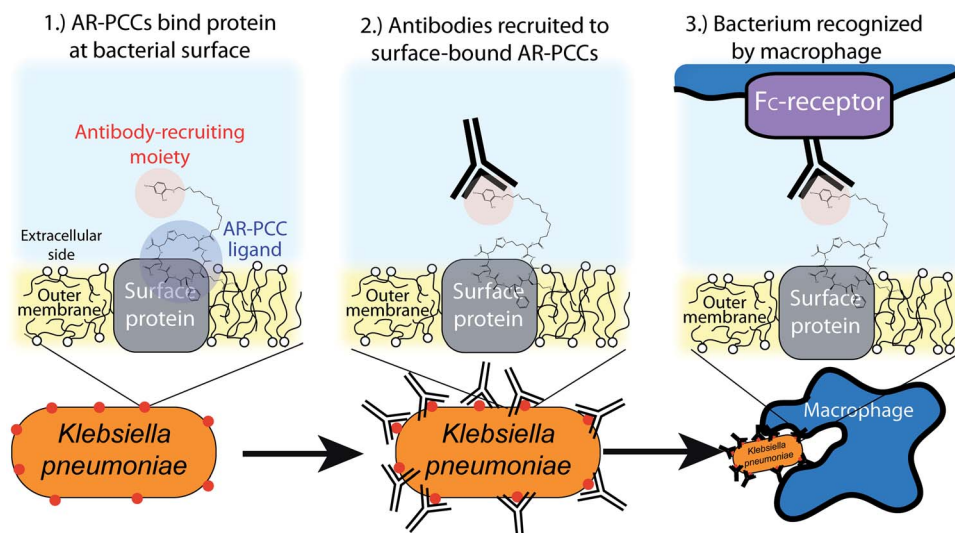 1.) AR-PCCs bind protein
at bacterial surface
Antibody-recruiting
moiety
AR-PCC
ligand
Extracellular
side
Outer
membrane
Surface
protein
Klebsiella
pneumoniae
2.) Antibodies recruited to
surface-bound AR-PCCs
Outer
membrane
Surface
protein
Klebsiella
pneumoniae
3.) Bacterium recognized
by macrophage
Fc-receptor
Outer
membrane
Surface
protein
Macrophage
Klebsiella
pneumoniae